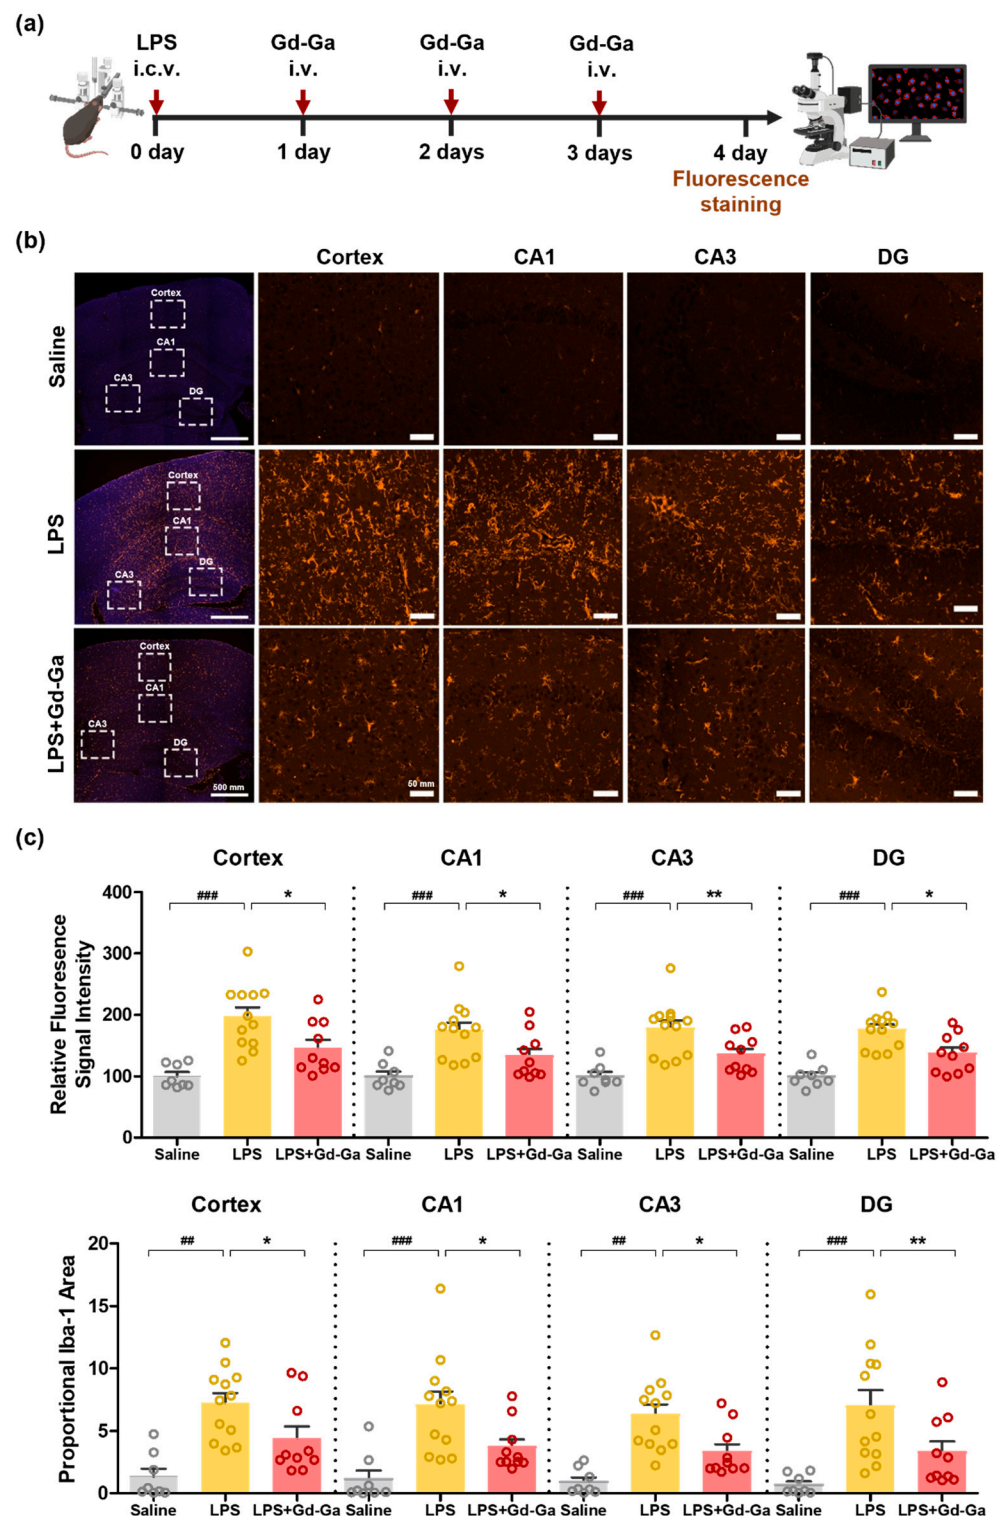 (a)
LPS
i.c.v.
Gd-Ga
i.v.
Gd-Ga
i.v.
Gd-Ga
i.v.
0 day
1 day
2 days
3 days
4 day
Fluorescence
staining
(b)
Cortex
CA1
CA3
DG
Saline
Cortex
CA1
CA3
DG
LPS
Cortex
CA1
DG
CA3
LPS+Gd-Ga
Cortex
CA1
CA3
DG
500 mm
50 mm
(c)
Cortex
CA1
CA3
DG
Relative Fluoresence
Signal Intensity
400
300
200
100
0
###
*
###
*
###
**
###
*
Saline
LPS
LPS+Gd-Ga
Saline
LPS
LPS+Gd-Ga
Saline
LPS
LPS+Gd-Ga
Saline
LPS
LPS+Gd-Ga
Cortex
CA1
CA3
DG
Proportional Iba-1 Area
20
15
10
5
0
##
*
###
*
##
*
###
**
Saline
LPS
LPS+Gd-Ga
Saline
LPS
LPS+Gd-Ga
Saline
LPS
LPS+Gd-Ga
Saline
LPS
LPS+Gd-Ga